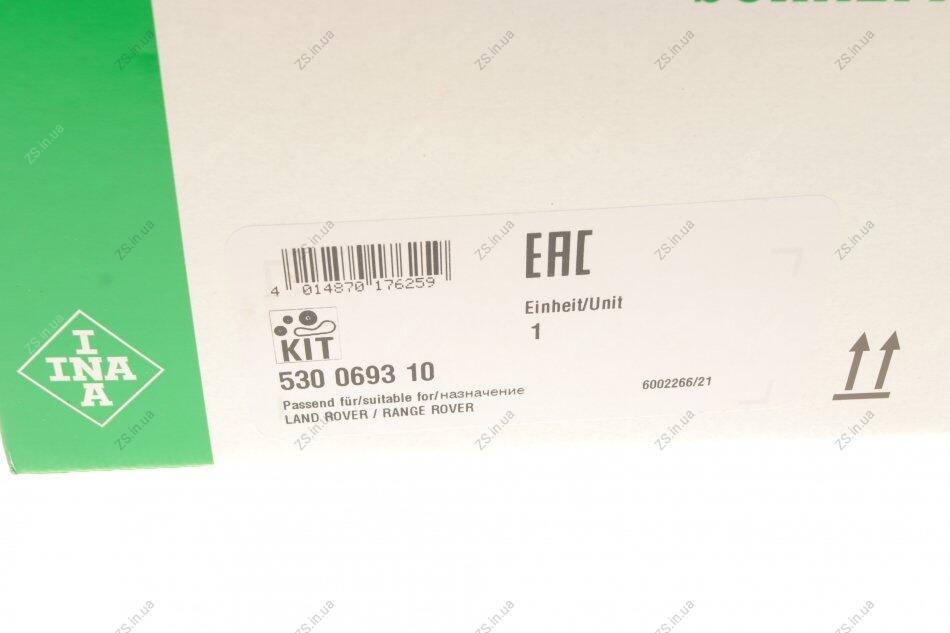 4 014870 176259
EAC
Einheit/Unit
1
KIT
530 0693 10
Passend für/suitable for/назначение
LAND ROVER / RANGE ROVER
6002266/21
I
INA
A
ZS.in.ua